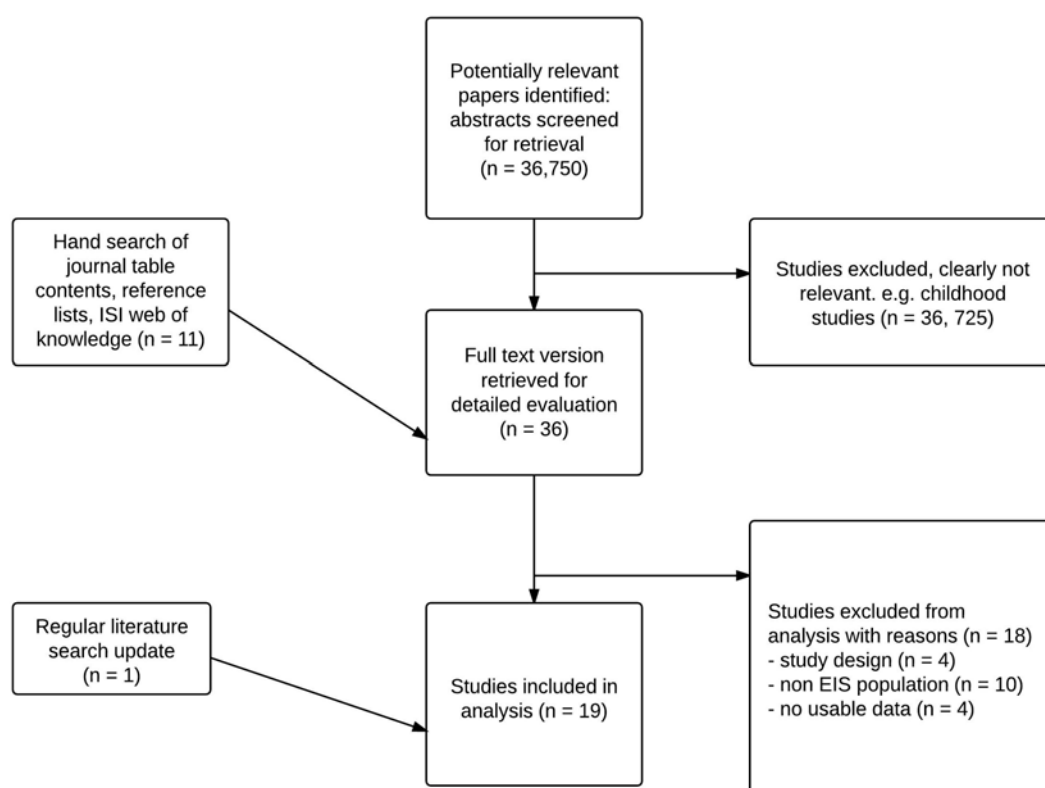 Potentially relevant
papers identified:
abstracts screened
for retrieval
(n = 36,750)
Hand search of
journal table
contents, reference
lists, ISI web of
knowledge (n = 11)
Studies excluded, clearly not
relevant. e.g. childhood
studies (n = 36, 725)
Full text version
retrieved for
detailed evaluation
(n = 36)
Regular literature
search update
(n = 1)
Studies included in
analysis (n = 19)
Studies excluded from
analysis with reasons (n = 18)
- study design (n = 4)
- non EIS population (n = 10)
- no usable data (n = 4)